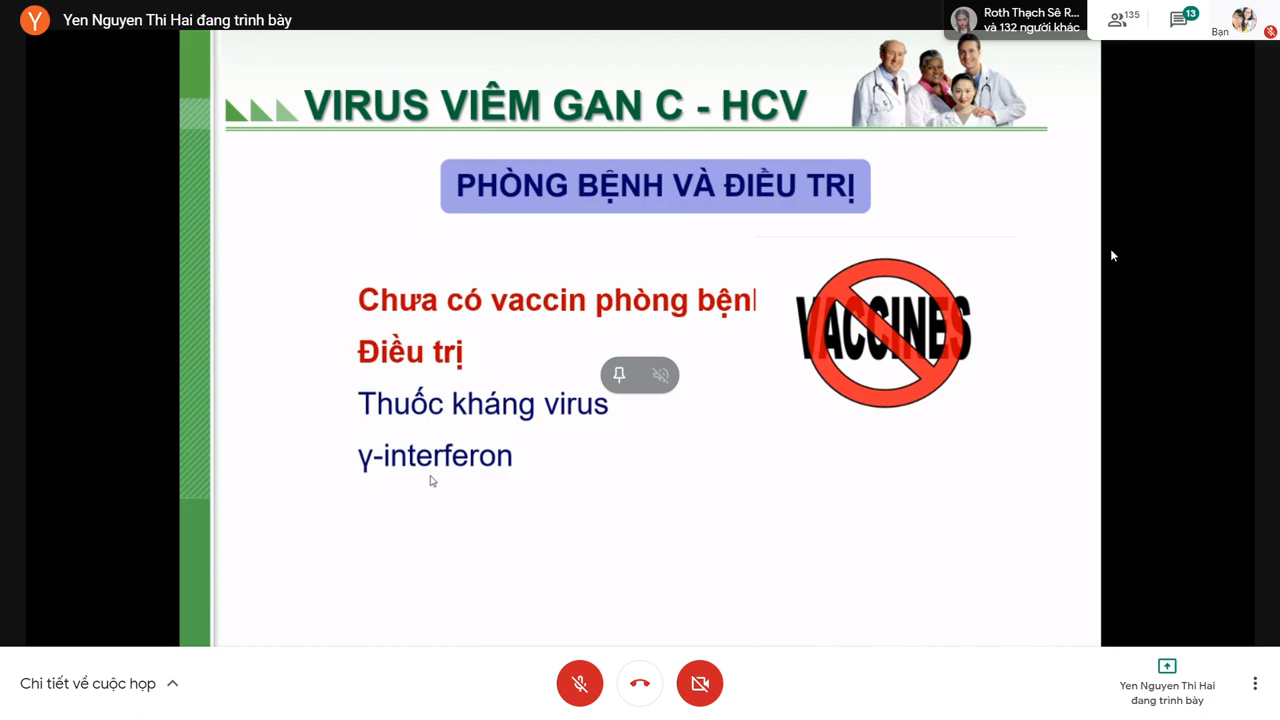 Y
Yen Nguyen Thi Hai đang trình bày
Roth Thạch Sê R...
và 132 người khác
135
13
Bạn
VIRUS VIÊM GAN C - HCV
PHÒNG BỆNH VÀ ĐIỀU TRỊ
Chưa có vaccin phòng bệnh
VACCINES
Điều trị
Thuốc kháng virus
γ-interferon
Chi tiết về cuộc họp
Yen Nguyen Thi Hai
đang trình bày